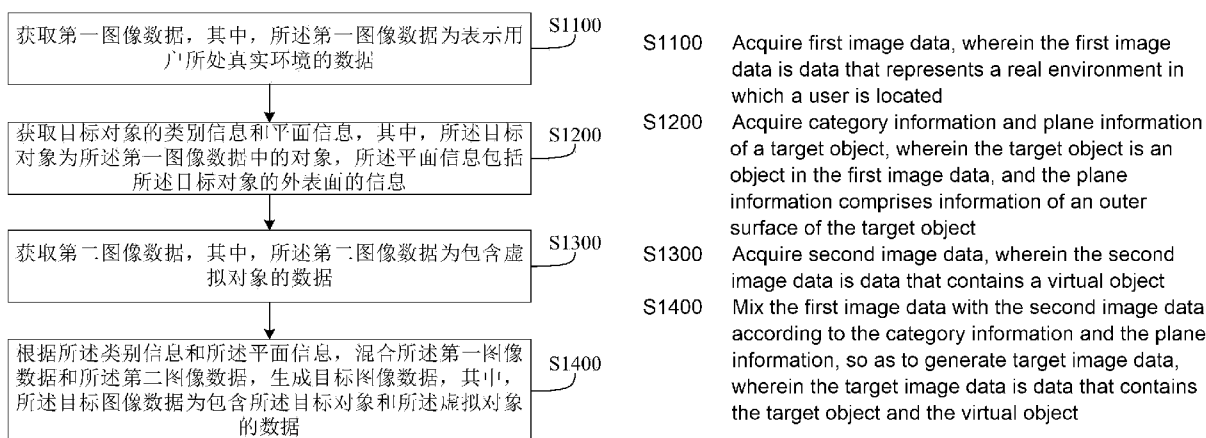 获取第一图像数据，其中，所述第一图像数据为表示用
户所处真实环境的数据
S1100
获取目标对象的类别信息和平面信息，其中，所述目标
对象为所述第一图像数据中的对象，所述平面信息包括
所述目标对象的外表面的信息
S1200
获取第二图像数据，其中，所述第二图像数据为包含虚
拟对象的数据
S1300
根据所述类别信息和所述平面信息，混合所述第一图像
数据和所述第二图像数据，生成目标图像数据，其中，
所述目标图像数据为包含所述目标对象和所述虚拟对象
的数据
S1400
S1100 Acquire first image data, wherein the first image
data is data that represents a real environment in
which a user is located
S1200 Acquire category information and plane information
of a target object, wherein the target object is an
object in the first image data, and the plane
information comprises information of an outer
surface of the target object
S1300 Acquire second image data, wherein the second
image data is data that contains a virtual object
S1400 Mix the first image data with the second image data
according to the category information and the plane
information, so as to generate target image data,
wherein the target image data is data that contains
the target object and the virtual object